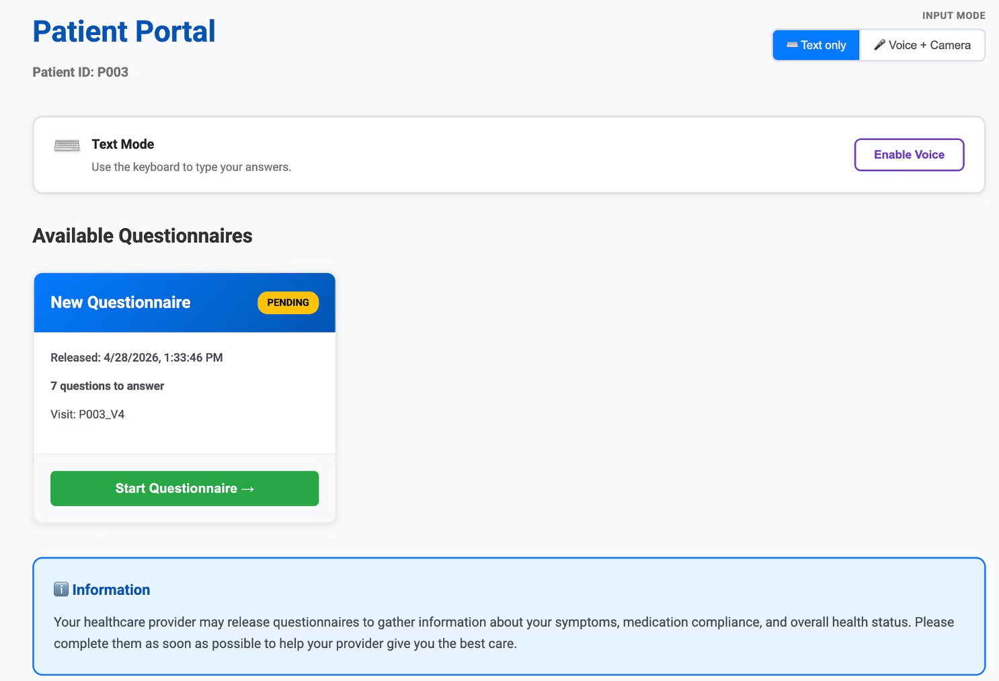 Patient Portal
Patient ID: P003
INPUT MODE
Text only
Voice + Camera
Text Mode
Use the keyboard to type your answers.
Enable Voice
Available Questionnaires
New Questionnaire
PENDING
Released: 4/28/2026, 1:33:46 PM
7 questions to answer
Visit: P003_V4
Start Questionnaire →
Information
Your healthcare provider may release questionnaires to gather information about your symptoms, medication compliance, and overall health status. Please
complete them as soon as possible to help your provider give you the best care.